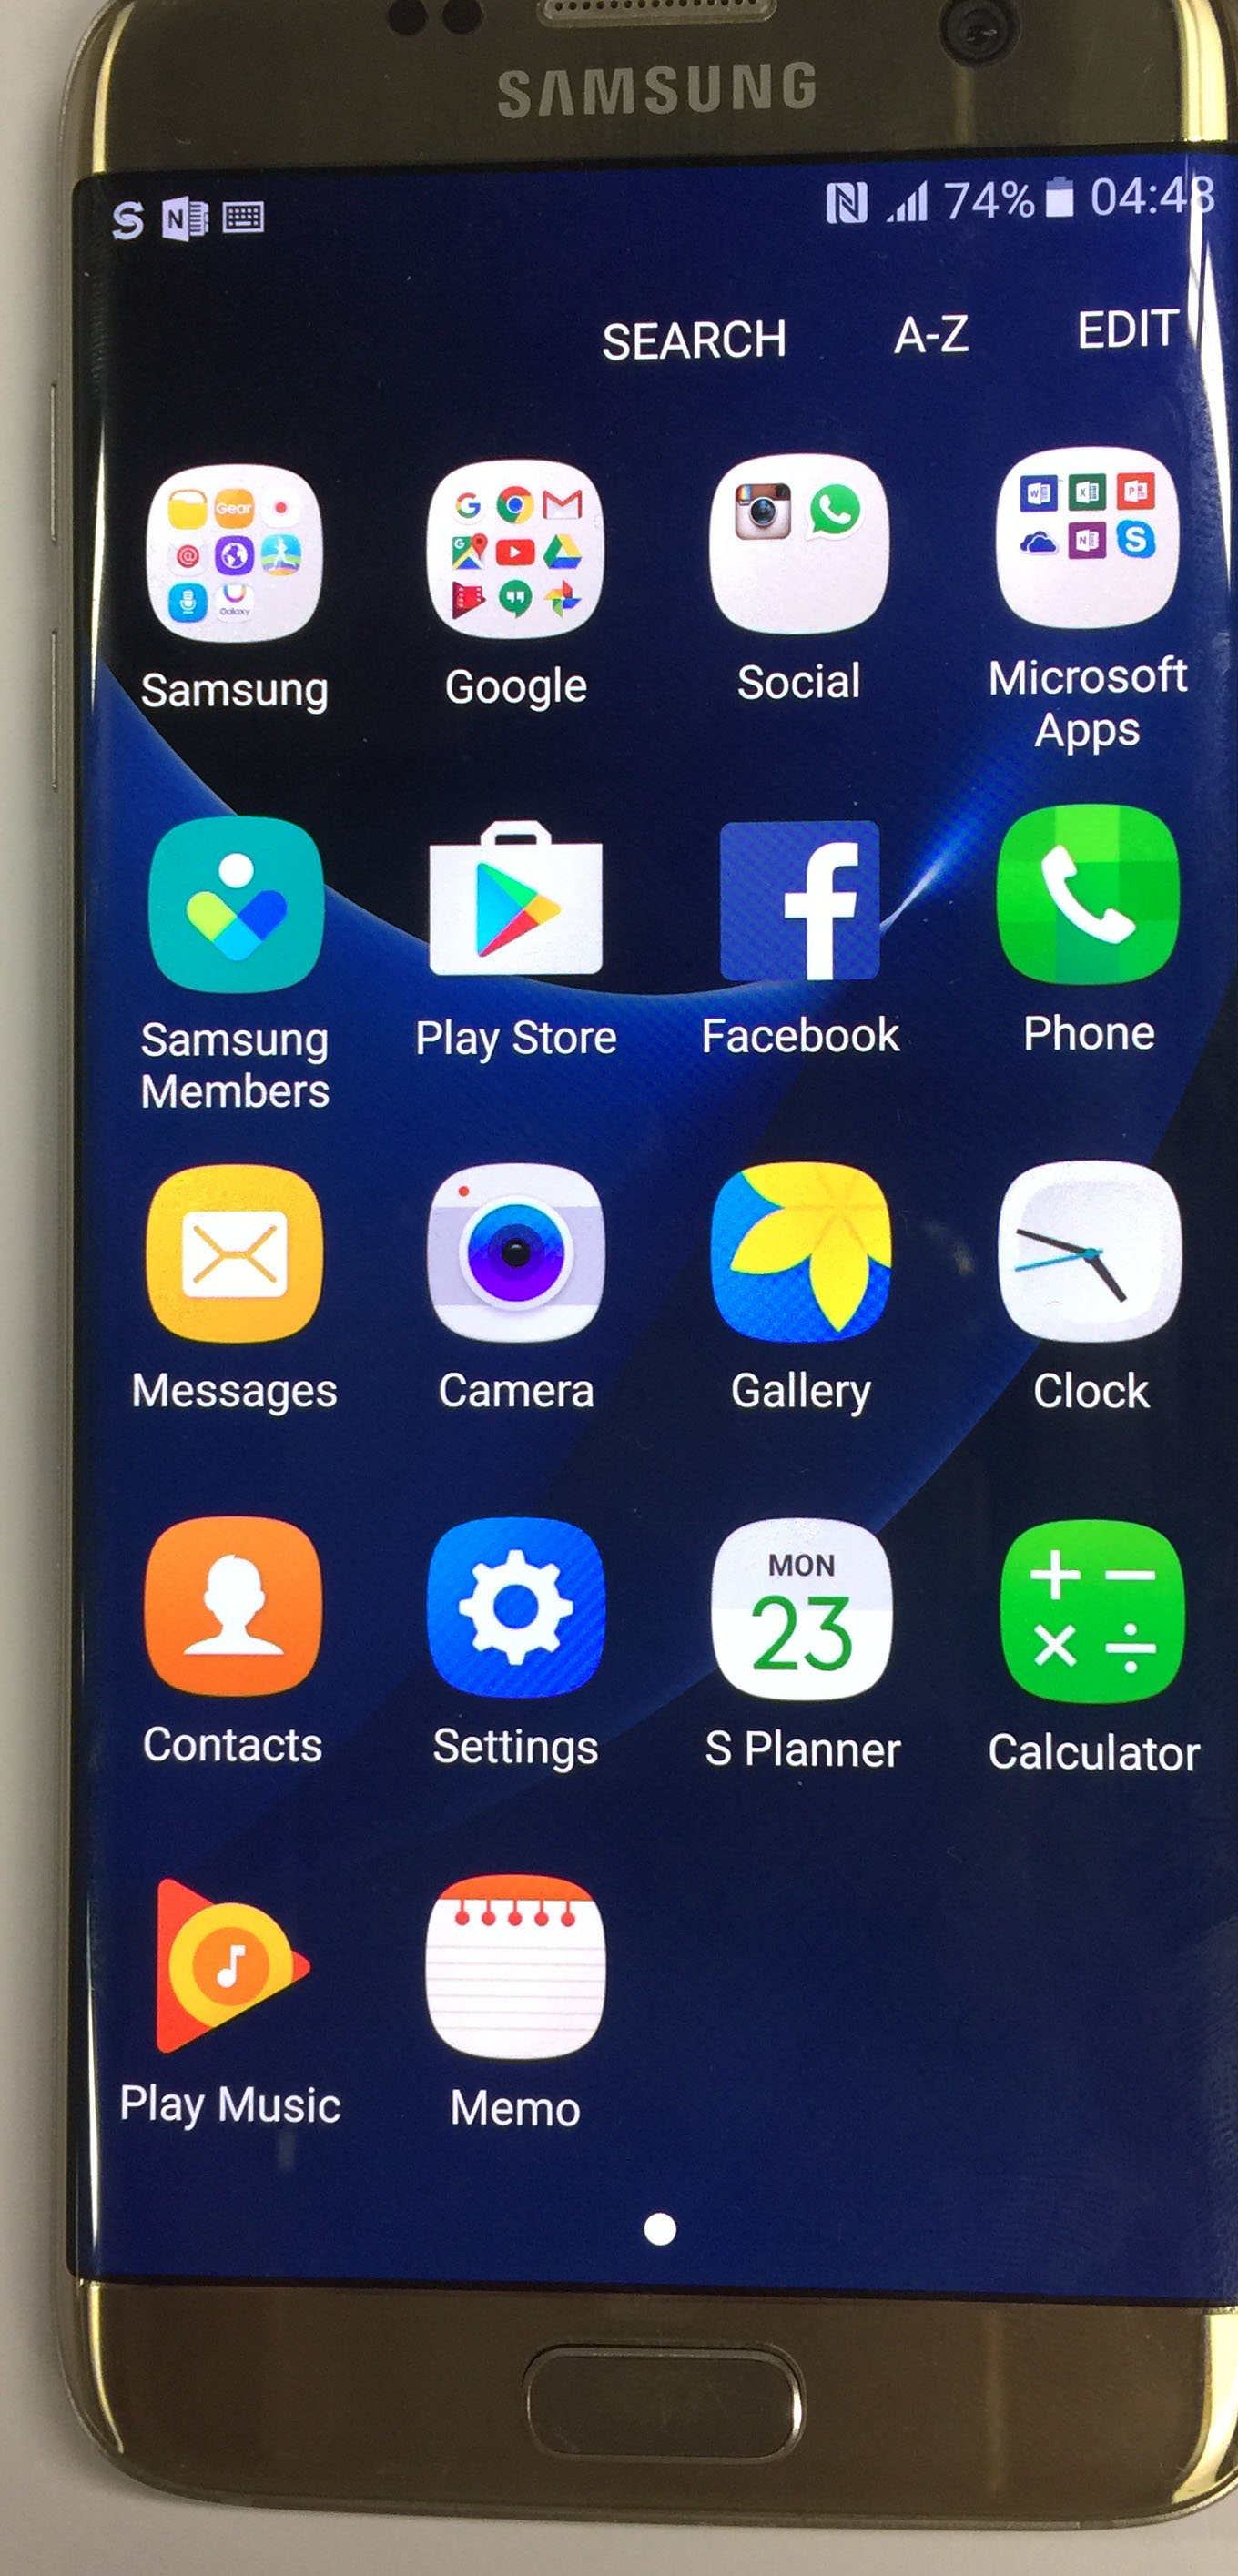 SAMSUNG
74% 04:48
SEARCH A-Z EDIT
Gear
Samsung Google Social Microsoft
Apps
Samsung Play Store Facebook Phone
Members
Messages Camera Gallery Clock
MON
23
Contacts Settings S Planner Calculator
Play Music Memo